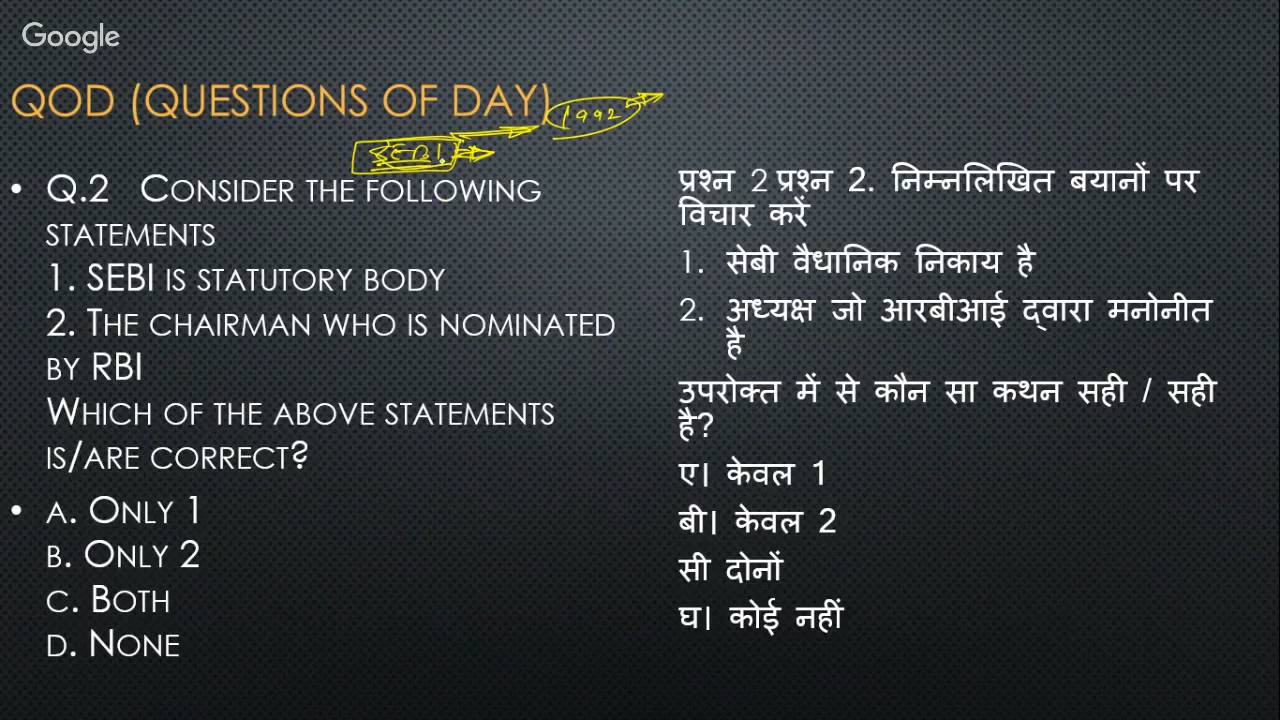 Google
QOD (QUESTIONS OF DAY)
1992
SEBI
• Q.2 CONSIDER THE FOLLOWING
STATEMENTS
1. SEBI IS STATUTORY BODY
2. THE CHAIRMAN WHO IS NOMINATED
BY RBI
WHICH OF THE ABOVE STATEMENTS
IS/ARE CORRECT?
• A. ONLY 1
B. ONLY 2
C. BOTH
D. NONE
प्रश्न 2 प्रश्न 2. निम्नलिखित बयानों पर
विचार करें
1. सेबी वैधानिक निकाय है
2. अध्यक्ष जो आरबीआई द्वारा मनोनीत
है
उपरोक्त में से कौन सा कथन सही / सही
है?
ए। केवल 1
बी। केवल 2
सी दोनों
घ। कोई नहीं